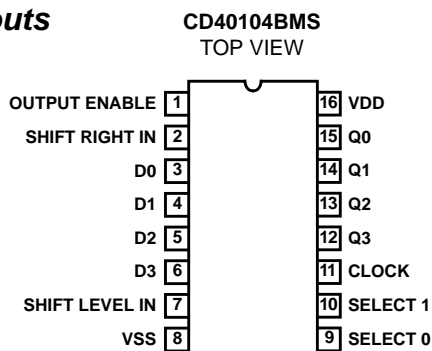 CD40104BMS
TOP VIEW
OUTPUT ENABLE 1
16 VDD
SHIFT RIGHT IN 2
15 Q0
D0 3
14 Q1
D1 4
13 Q2
D2 5
12 Q3
D3 6
11 CLOCK
SHIFT LEVEL IN 7
10 SELECT 1
VSS 8
9 SELECT 0